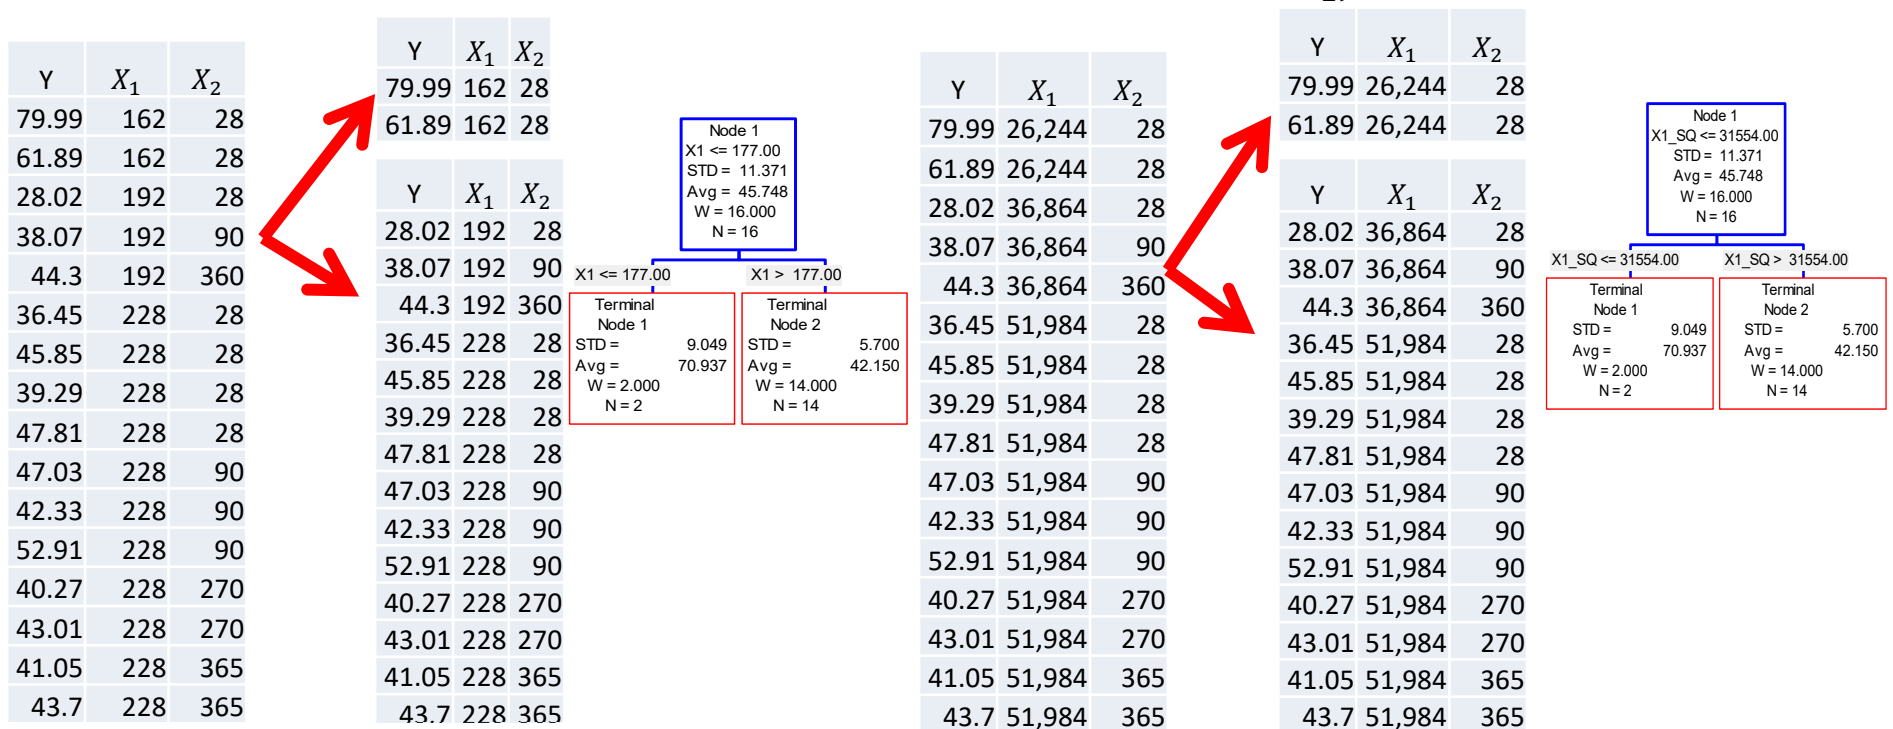 Y X₁ X₂
79.99 162 28
61.89 162 28
28.02 192 28
38.07 192 90
44.3 192 360
36.45 228 28
45.85 228 28
39.29 228 28
47.81 228 28
47.03 228 90
42.33 228 90
52.91 228 90
40.27 228 270
43.01 228 270
41.05 228 365
43.7 228 365
Y X₁ X₂
79.99 162 28
61.89 162 28
Y X₁ X₂
28.02 192 28
38.07 192 90
44.3 192 360
36.45 228 28
45.85 228 28
39.29 228 28
47.81 228 28
47.03 228 90
42.33 228 90
52.91 228 90
40.27 228 270
43.01 228 270
41.05 228 365
43.7 228 365
Node 1
X1 <= 177.00
STD = 11.371
Avg = 45.748
W = 16.000
N = 16
X1 <= 177.00
X1 > 177.00
Terminal
Node 1
STD = 9.049
Avg = 70.937
W = 2.000
N = 2
Terminal
Node 2
STD = 5.700
Avg = 42.150
W = 14.000
N = 14
Y X₁ X₂
79.99 26,244 28
61.89 26,244 28
28.02 36,864 28
38.07 36,864 90
44.3 36,864 360
36.45 51,984 28
45.85 51,984 28
39.29 51,984 28
47.81 51,984 28
47.03 51,984 90
42.33 51,984 90
52.91 51,984 90
40.27 51,984 270
43.01 51,984 270
41.05 51,984 365
43.7 51,984 365
Y X₁ X₂
79.99 26,244 28
61.89 26,244 28
Y X₁ X₂
28.02 36,864 28
38.07 36,864 90
44.3 36,864 360
36.45 51,984 28
45.85 51,984 28
39.29 51,984 28
47.81 51,984 28
47.03 51,984 90
42.33 51,984 90
52.91 51,984 90
40.27 51,984 270
43.01 51,984 270
41.05 51,984 365
43.7 51,984 365
Node 1
X1_SQ <= 31554.00
STD = 11.371
Avg = 45.748
W = 16.000
N = 16
X1_SQ <= 31554.00
X1_SQ > 31554.00
Terminal
Node 1
STD = 9.049
Avg = 70.937
W = 2.000
N = 2
Terminal
Node 2
STD = 5.700
Avg = 42.150
W = 14.000
N = 14